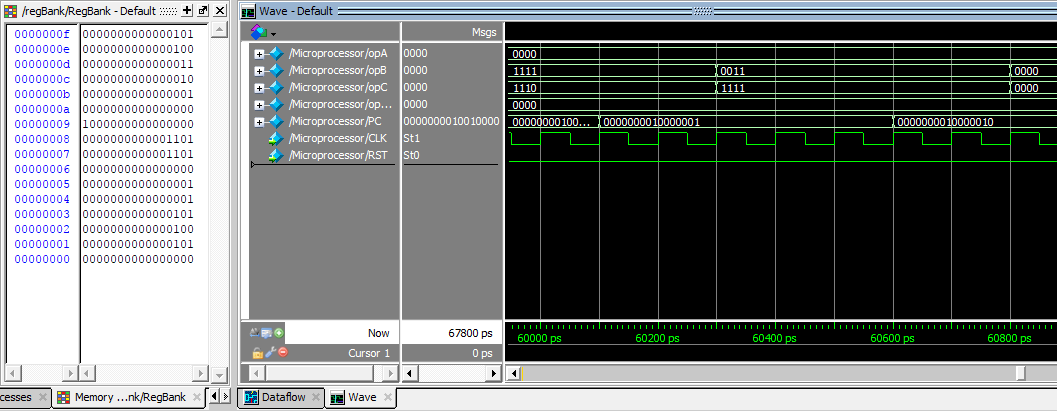 /regBank/RegBank - Default
0000000f 0000000000000101
0000000e 0000000000000100
0000000d 0000000000000011
0000000c 0000000000000010
0000000b 0000000000000001
0000000a 0000000000000000
00000009 1000000000000000
00000008 0000000000001101
00000007 0000000000001101
00000006 0000000000000000
00000005 0000000000000001
00000004 0000000000000001
00000003 0000000000000101
00000002 0000000000000100
00000001 0000000000000101
00000000 0000000000000000
cesses
Memory ...nk/RegBank
Wave - Default
Msgs
/Microprocessor/opA 0000 0000
/Microprocessor/opB 0000 1111 0011 0000
/Microprocessor/opC 0000 1110 1111 0000
/Microprocessor/op... 0000 0000
/Microprocessor/PC 0000000010010000 00000000100... 0000000010000001 0000000010000010
/Microprocessor/CLK St1
/Microprocessor/RST St0
Now 67800 ps
Cursor 1 0 ps
60000 ps 60200 ps 60400 ps 60600 ps 60800 ps
Dataflow
Wave